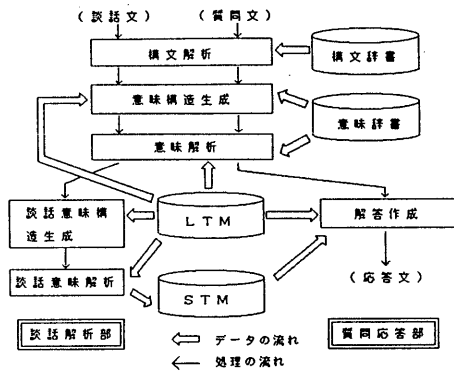 (談話文) (質問文)
構文解析
構文辞書
意味構造生成
意味辞書
意味解析
談話意味構
造生成
LTM
解答作成
談話意味解析
STM
(応答文)
談話解析部
データの流れ
処理の流れ
質問応答部